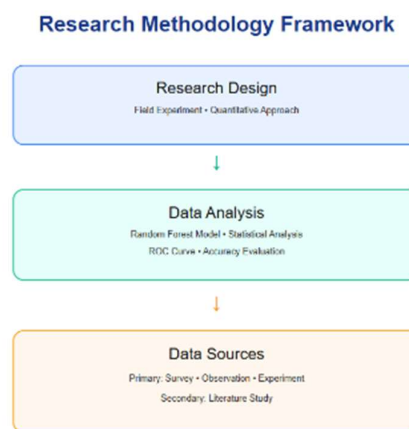 Research Methodology Framework
Research Design
Field Experiment • Quantitative Approach
↓
Data Analysis
Random Forest Model • Statistical Analysis
ROC Curve • Accuracy Evaluation
↓
Data Sources
Primary: Survey • Observation • Experiment
Secondary: Literature Study